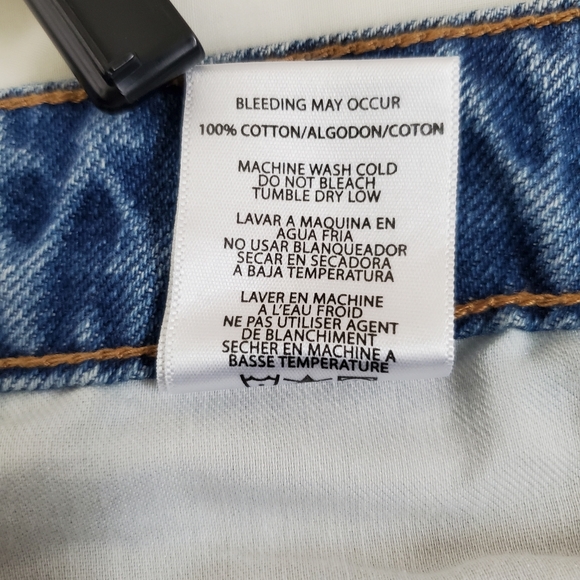 BLEEDING MAY OCCUR
100% COTTON/ALGODON/COTON
MACHINE WASH COLD
DO NOT BLEACH
TUMBLE DRY LOW
LAVAR A MAQUINA EN
AGUA FRIA
NO USAR BLANQUEADOR
SECAR EN SECADORA
A BAJA TEMPERATURA
LAVER EN MACHINE
A L'EAU FROID
NE PAS UTILISER AGENT
DE BLANCHIMENT
SECHER EN MACHINE A
BASSE TEMPERATURE